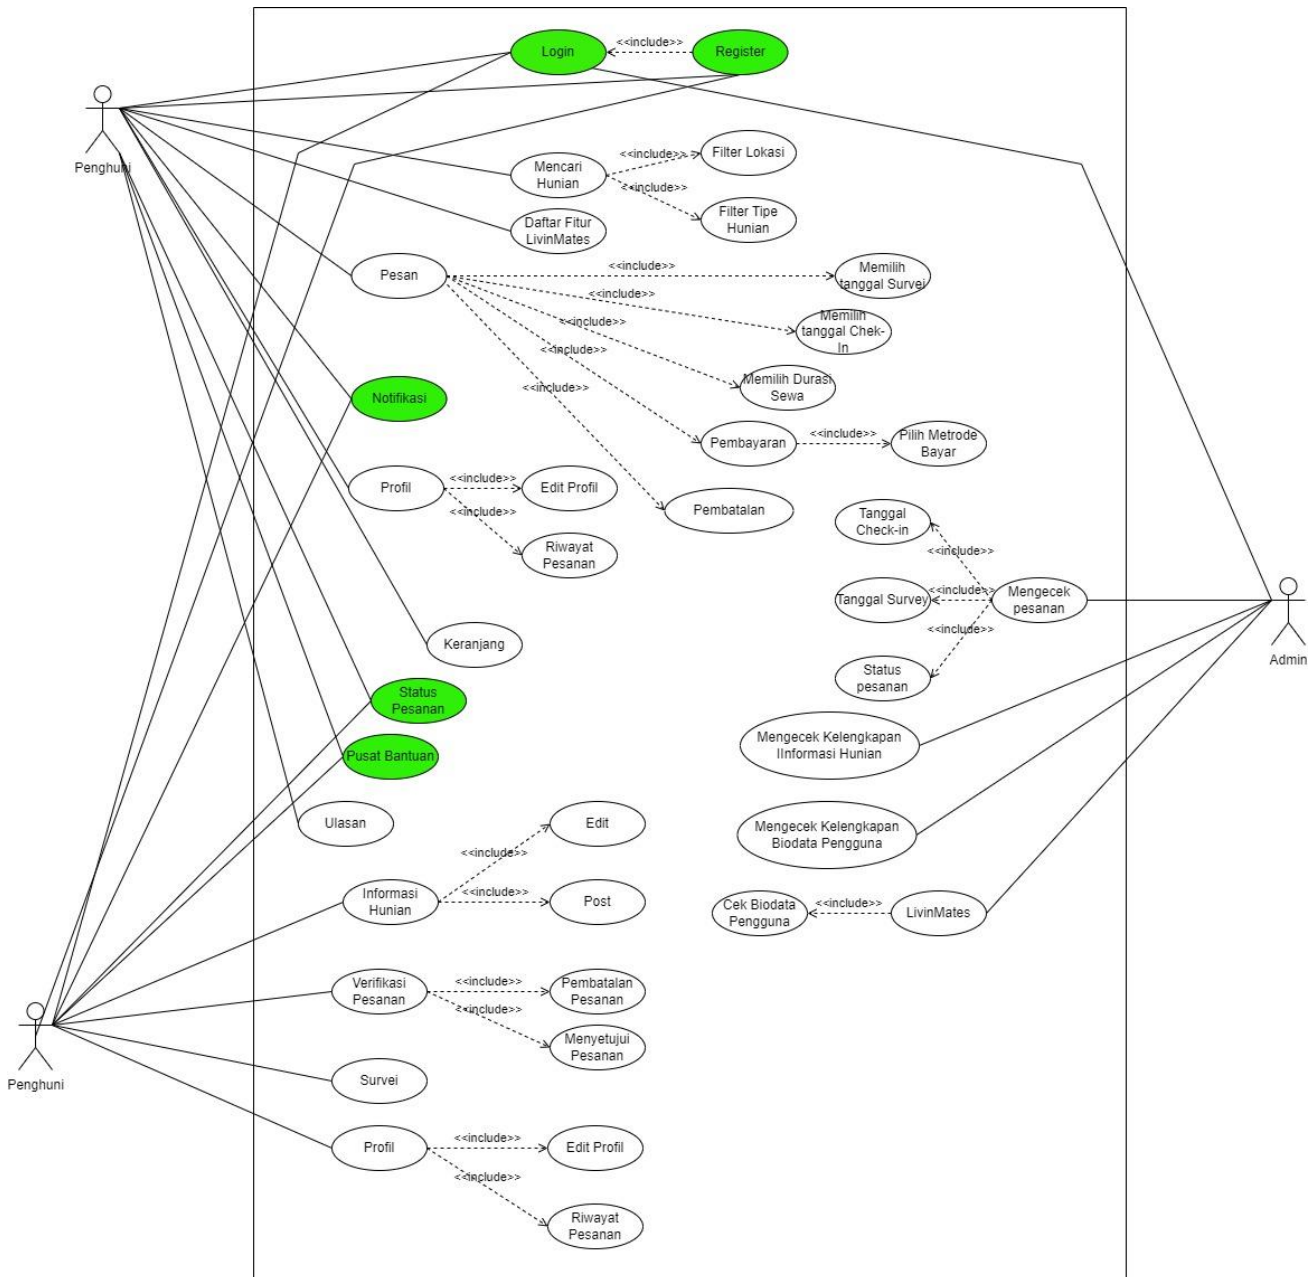 Login
<<include>>
Register
Penghuni
Mencari
Hunian
<<include>>
Filter Lokasi
<<include>>
Filter Tipe
Hunian
Daftar Fitur
LivinMates
Pesan
<<include>>
Memilih
tanggal Survei
<<include>>
Memilin
tanggal Chek-
In
<<include>>
Memilih Durasi
Sewa
<<include>>
Pembayaran
<<include>>
Pilih Metrode
Bayar
<<include>>
Pembatalan
Notifikasi
Profil
<<include>>
Edit Profil
<<include>>
Riwayat
Pesanan
Tanggal
Check-in
<<include>>
Tanggal Survey
<<include>>
Mengecek
pesanan
<<include>>
Status
pesanan
Admin
Keranjang
Status
Pesanan
Pusat Bantuan
Mengecek Kelengkapan
IInformasi Hunian
Ulasan
Mengecek Kelengkapan
Biodata Pengguna
Informasi
Hunian
<<include>>
Edit
<<include>>
Post
Cek Biodata
Pengguna
<<include>>
LivinMates
Penghuni
Verifikasi
Pesanan
<<include>>
Pembatalan
Pesanan
<<include>>
Menyetujui
Pesanan
Survei
Profil
<<include>>
Edit Profil
<<include>>
Riwayat
Pesanan